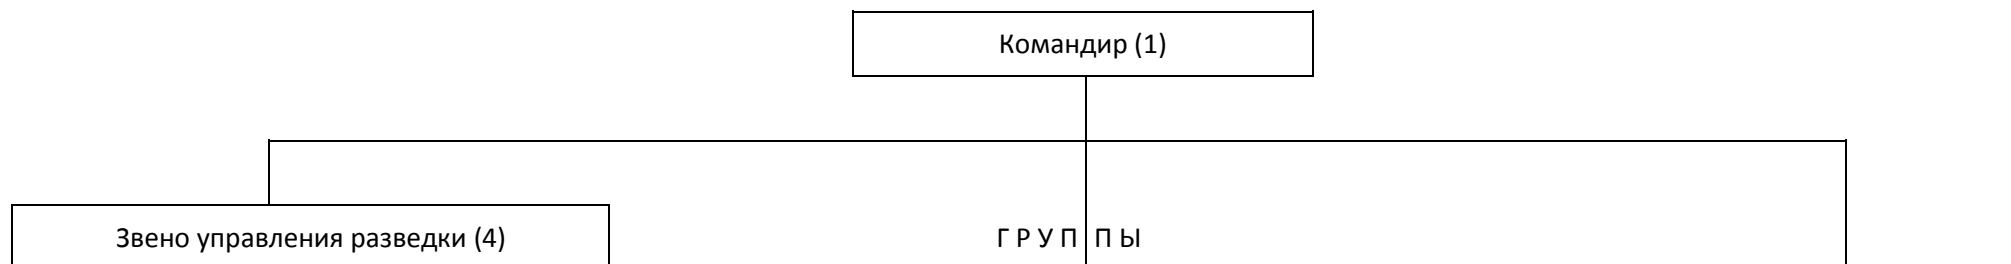 Командир (1)
Звено управления разведки (4)
Г Р У П П Ы